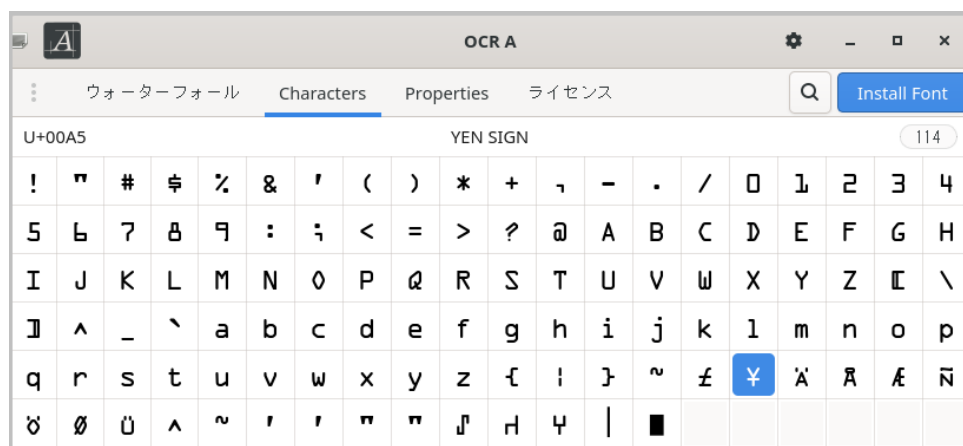 A OCR A
ウォーターフォール Characters Properties ライセンス Install Font
U+00A5 YEN SIGN 114
! " # $ % & ' ( ) * + , - . / 0 1 2 3 4
5 6 7 8 9 : ; < = > ? @ A B C D E F G H
I J K L M N O P Q R S T U V W X Y Z [ \
] ^ _ ` a b c d e f g h i j k l m n o p
q r s t u v w x y z { ¦ } ~ £ ¥ Ä Å Æ Ñ
Ö Ø Ü ^ ~ ' ' " " ⑀ ⑁ ⑂ | ■